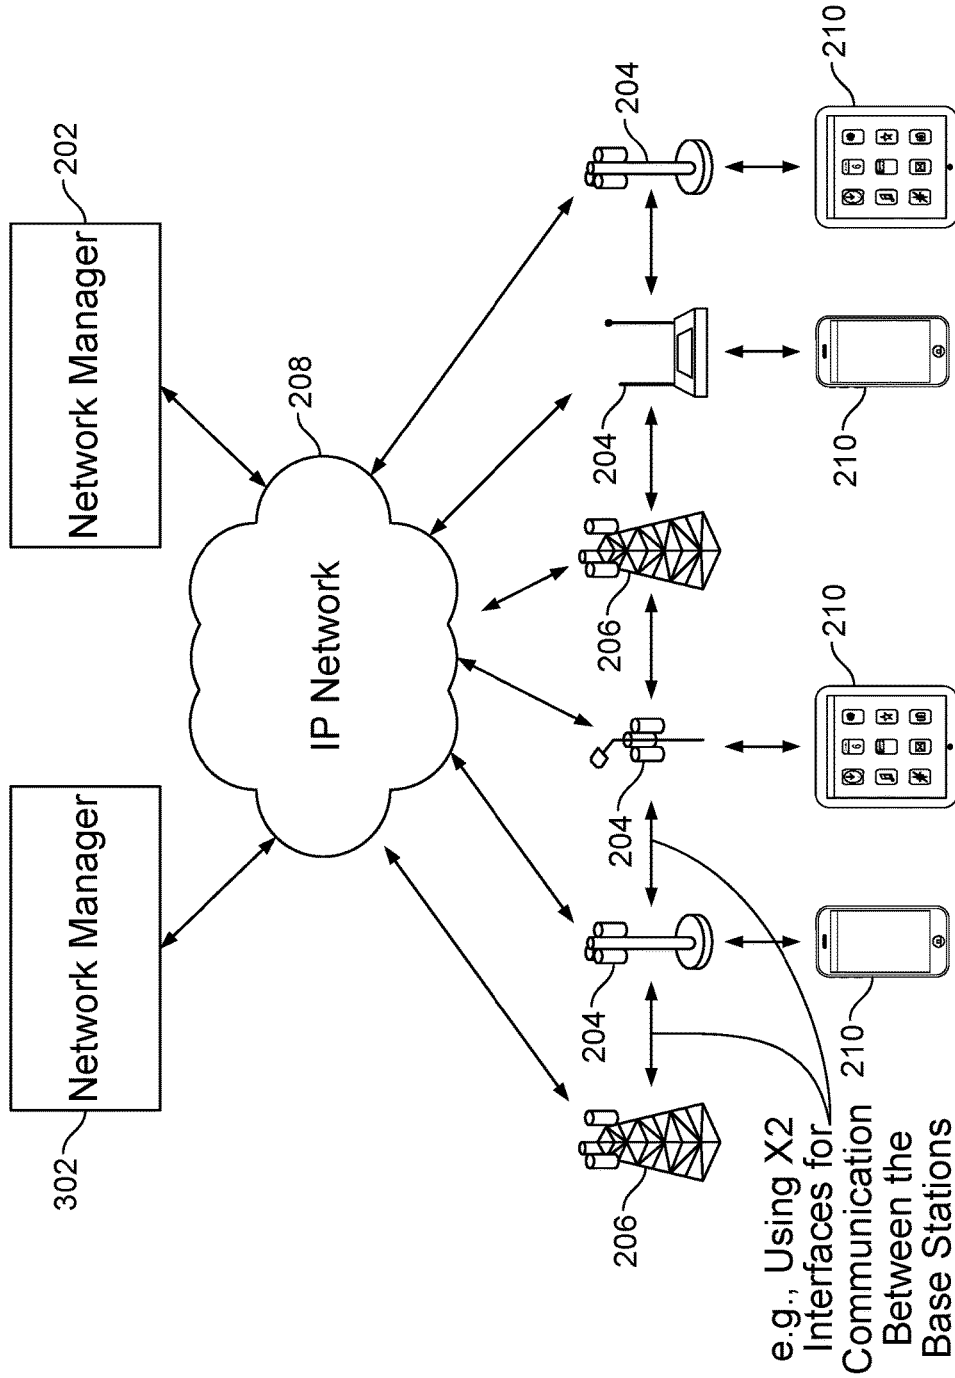 302
Network Manager
Network Manager
202
208
IP Network
206
204
204
206
204
204
e.g., Using X2
Interfaces for
Communication
Between the
Base Stations
210
210
210
210